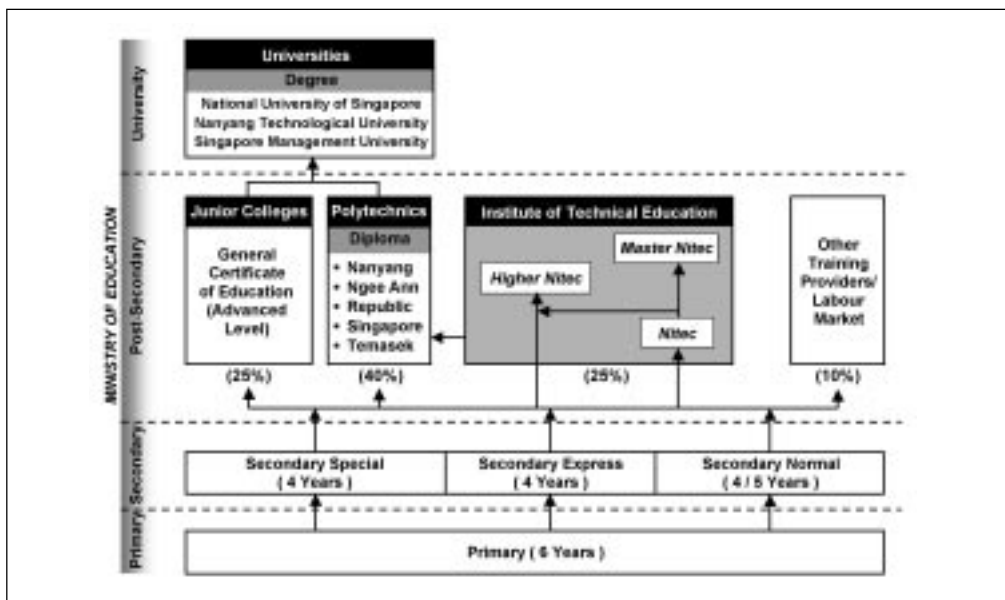 MINISTRY OF EDUCATION
University
Universities
Degree
National University of Singapore
Nanyang Technological University
Singapore Management University
Post-Secondary
Junior Colleges
General
Certificate
of Education
(Advanced
Level)
(25%)
Polytechnics
Diploma
+ Nanyang
+ Ngee Ann
+ Republic
+ Singapore
+ Temasek
(40%)
Institute of Technical Education
Master Nitec
Higher Nitec
Nitec
(25%)
Other
Training
Providers/
Labour
Market
(10%)
Secondary
Secondary Special
( 4 Years )
Secondary Express
( 4 Years )
Secondary Normal
( 4 / 5 Years )
Primary
Primary ( 6 Years )